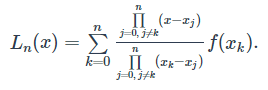 L_n(x) = \sum_{k=0}^{n} \frac{\prod_{j=0, j \neq k}^{n} (x - x_j)}{\prod_{j=0, j \neq k}^{n} (x_k - x_j)} f(x_k).